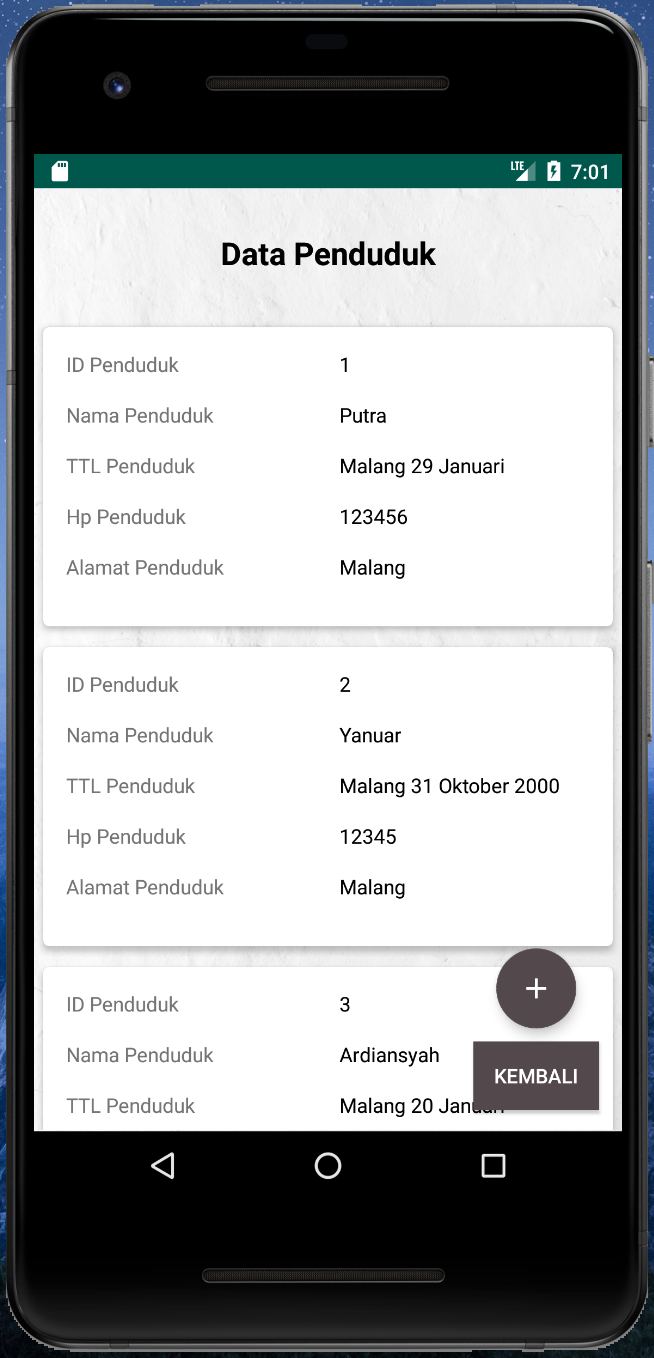 LTE 7:01
Data Penduduk
ID Penduduk 1
Nama Penduduk Putra
TTL Penduduk Malang 29 Januari
Hp Penduduk 123456
Alamat Penduduk Malang
ID Penduduk 2
Nama Penduduk Yanuar
TTL Penduduk Malang 31 Oktober 2000
Hp Penduduk 12345
Alamat Penduduk Malang
+
ID Penduduk 3
Nama Penduduk Ardiansyah
KEMBALI
TTL Penduduk Malang 20 Januari